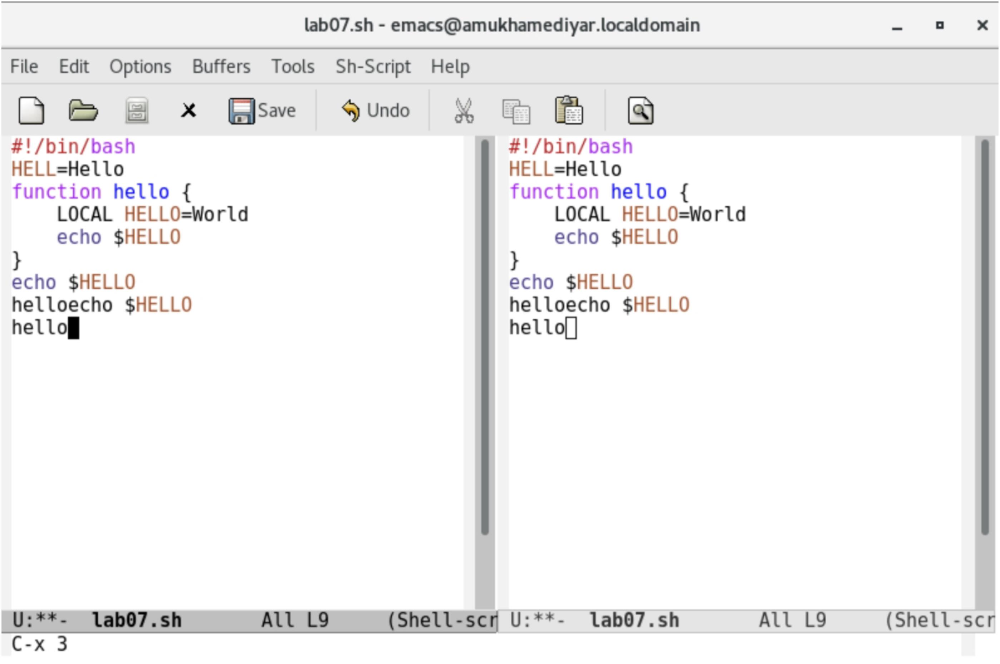 lab07.sh - emacs@amukhamediyar.localdomain
File Edit Options Buffers Tools Sh-Script Help
Save Undo
#!/bin/bash
HELL=Hello
function hello {
    LOCAL HELLO=World
    echo $HELLO
}
echo $HELLO
helloecho $HELLO
hello
U:**-  lab07.sh       All L9     (Shell-scr
#!/bin/bash
HELL=Hello
function hello {
    LOCAL HELLO=World
    echo $HELLO
}
echo $HELLO
helloecho $HELLO
hello
U:**-  lab07.sh       All L9     (Shell-scr
C-x 3